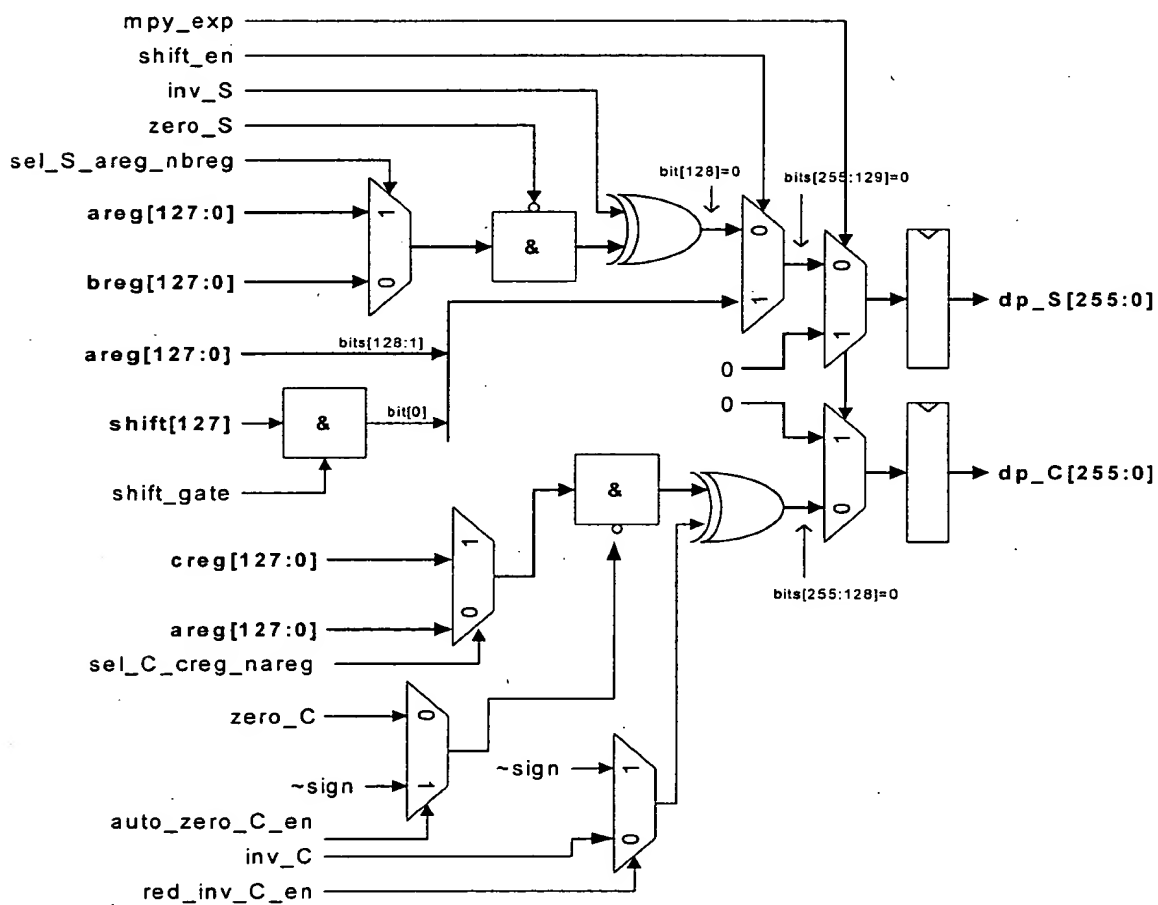 mpy_exp
shift_en
inv_S
zero_S
sel_S_areg_nbreg
bit[128]=0
bits[255:129]=0
areg[127:0]
1
0
0
&
breg[127:0]
0
1
1
dp_S[255:0]
areg[127:0]
bits[128:1]
0
0
shift[127]
&
bit[0]
1
dp_C[255:0]
shift_gate
&
0
creg[127:0]
1
bits[255:128]=0
areg[127:0]
0
sel_C_creg_nareg
zero_C
0
~sign
1
~sign
1
auto_zero_C_en
inv_C
0
red_inv_C_en